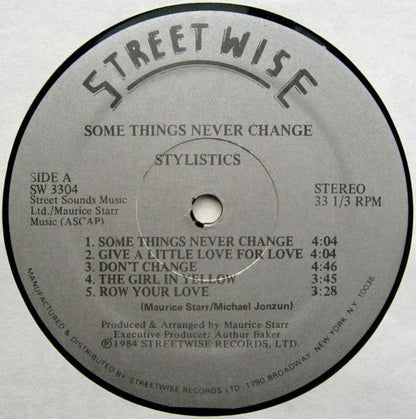 STREETWISE
SOME THINGS NEVER CHANGE
STYLISTICS
SIDE A
SW 3304
Street Sounds Music
Ltd./Maurice Starr
Music (ASCAP)
STEREO
33 1/3 RPM
1. SOME THINGS NEVER CHANGE 4:04
2. GIVE A LITTLE LOVE FOR LOVE 4:04
3. DON'T CHANGE 4:46
4. THE GIRL IN YELLOW 3:45
5. ROW YOUR LOVE 3:28
(Maurice Starr/Michael Jonzun)
Produced & Arranged by Maurice Starr
Executive Producer: Authur Baker
℗1984 STREETWISE RECORDS, LTD.
MANUFACTURED & DISTRIBUTED BY STREETWISE RECORDS LTD. 1790 BROADWAY, NEW YORK, N.Y. 10036